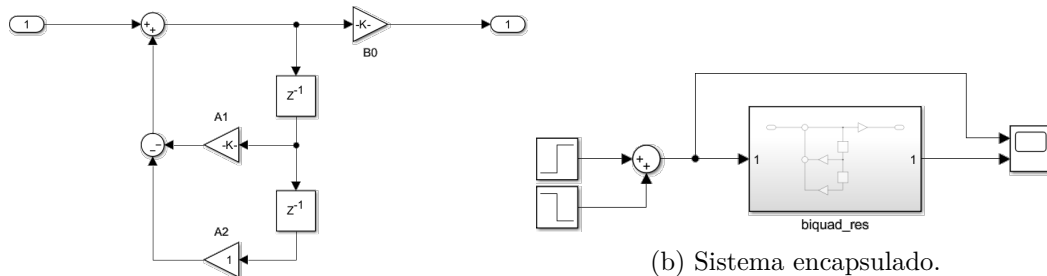 1
++
-K-
1
B0
Z-1
A1
-K-
--
Z-1
A2
1
++
1
1
biquad_res
(b) Sistema encapsulado.